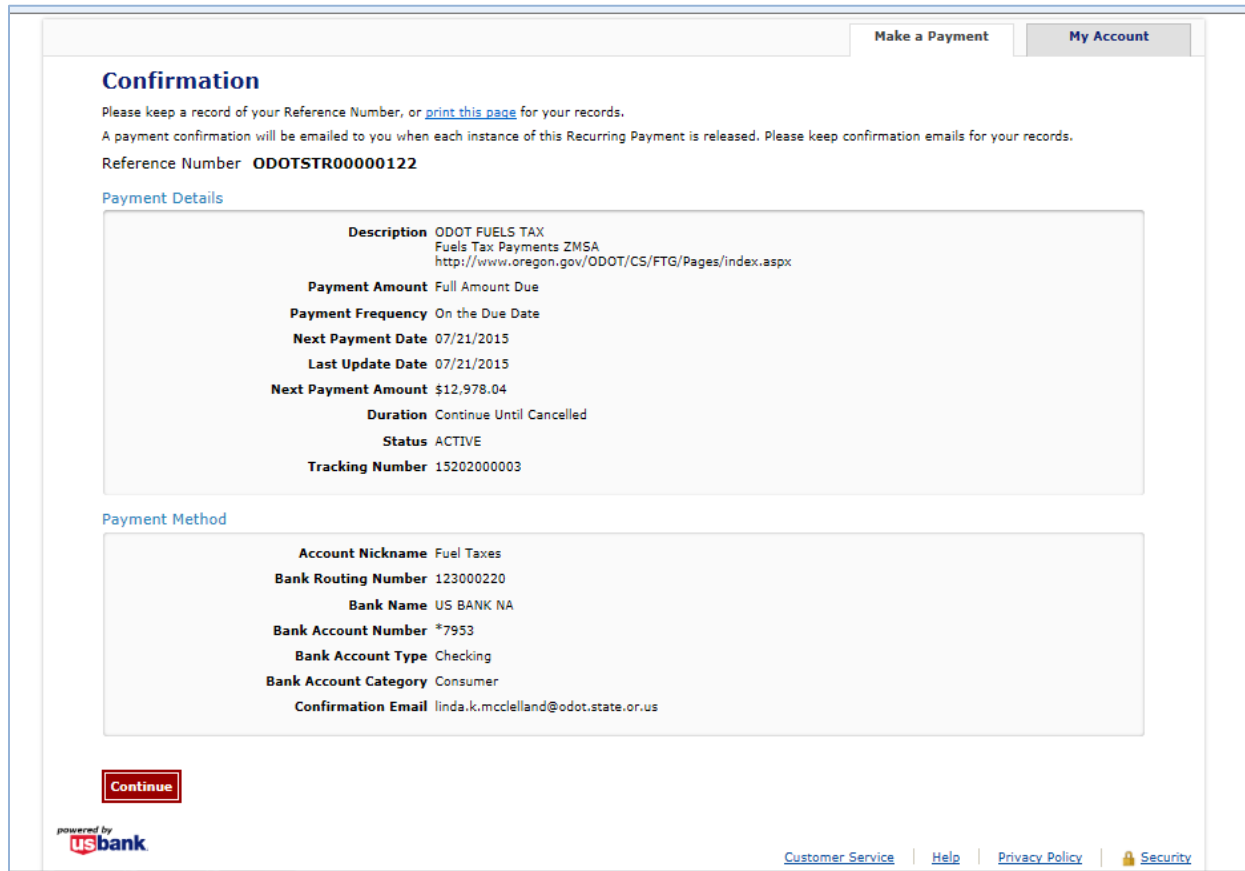 Make a Payment
My Account
Confirmation
Please keep a record of your Reference Number, or print this page for your records.
A payment confirmation will be emailed to you when each instance of this Recurring Payment is released. Please keep confirmation emails for your records.
Reference Number ODOTSTR00000122
Payment Details
Description ODOT FUELS TAX
Fuels Tax Payments ZMSA
http://www.oregon.gov/ODOT/CS/FTG/Pages/index.aspx
Payment Amount Full Amount Due
Payment Frequency On the Due Date
Next Payment Date 07/21/2015
Last Update Date 07/21/2015
Next Payment Amount $12,978.04
Duration Continue Until Cancelled
Status ACTIVE
Tracking Number 15202000003
Payment Method
Account Nickname Fuel Taxes
Bank Routing Number 123000220
Bank Name US BANK NA
Bank Account Number *7953
Bank Account Type Checking
Bank Account Category Consumer
Confirmation Email linda.k.mcclelland@odot.state.or.us
Continue
powered by
usbank.
Customer Service | Help | Privacy Policy | Security